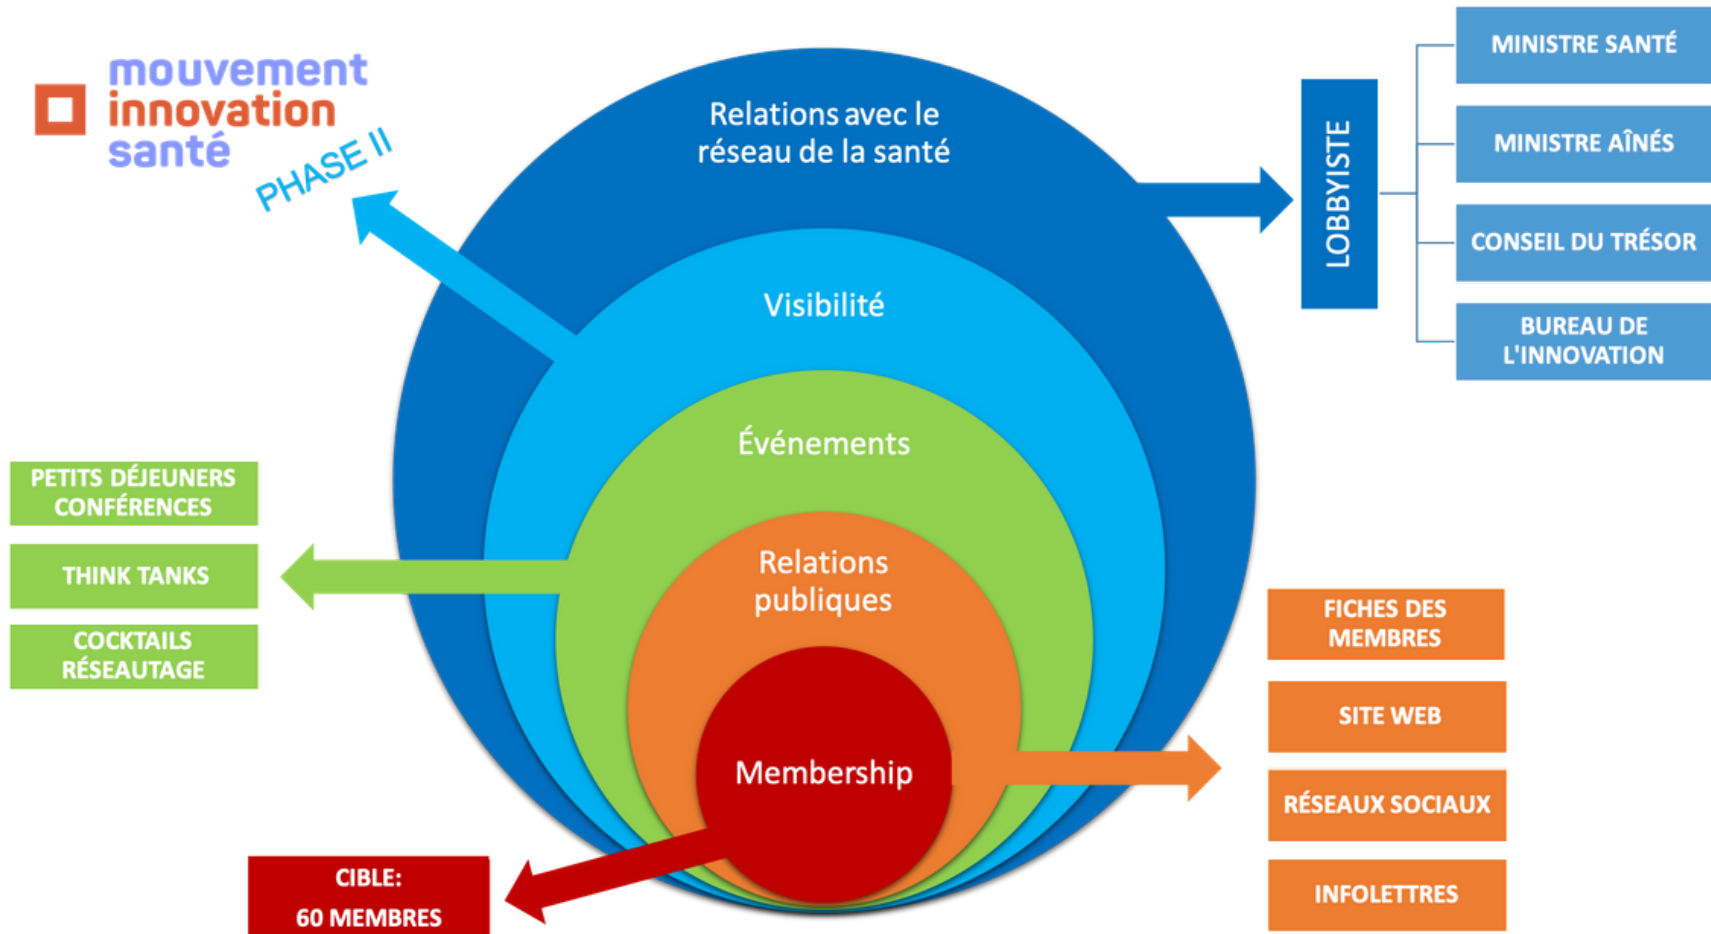 mouvement
innovation
santé
PHASE II
Relations avec le
réseau de la santé
Visibilité
Événements
Relations
publiques
Membership
LOBBYISTE
MINISTRE SANTÉ
MINISTRE AÎNÉS
CONSEIL DU TRÉSOR
BUREAU DE
L'INNOVATION
PETITS DÉJEUNERS
CONFÉRENCES
THINK TANKS
COCKTAILS
RÉSEAUTAGE
FICHES DES
MEMBRES
SITE WEB
RÉSEAUX SOCIAUX
INFOLETTRES
CIBLE:
60 MEMBRES